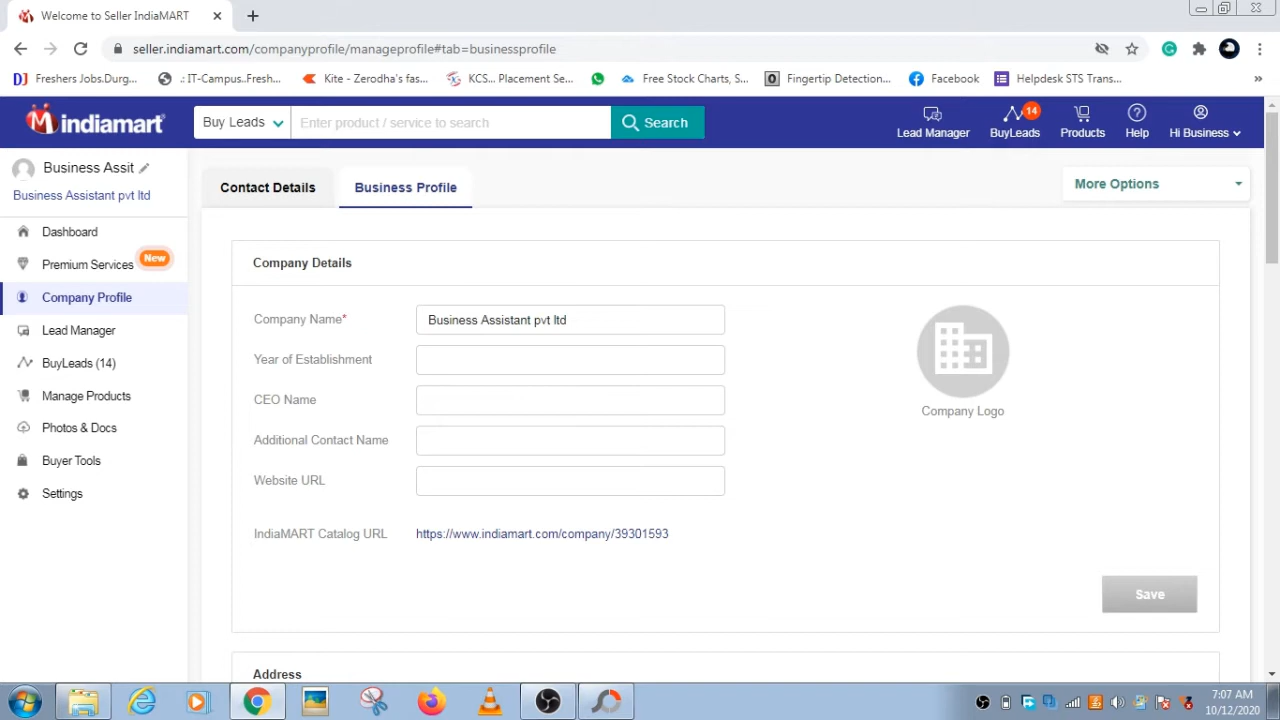 Welcome to Seller IndiaMART
seller.indiamart.com/companyprofile/manageprofile#tab=businessprofile
DJ Freshers Jobs.Durg... .: IT-Campus..Fresh... Kite - Zerodha's fas... KCS... Placement Se... Free Stock Charts, S... Fingertip Detection... Facebook Helpdesk STS Trans... »
indiamart Buy Leads Enter product / service to search Search
14
Lead Manager BuyLeads Products Help Hi Business
Business Assit
Business Assistant pvt ltd
Dashboard
Premium Services New
Company Profile
Lead Manager
BuyLeads (14)
Manage Products
Photos & Docs
Buyer Tools
Settings
Contact Details Business Profile More Options
Company Details
Company Name* Business Assistant pvt ltd
Year of Establishment
CEO Name
Additional Contact Name
Website URL
IndiaMART Catalog URL https://www.indiamart.com/company/39301593
Company Logo
Save
Address
7:07 AM
10/12/2020